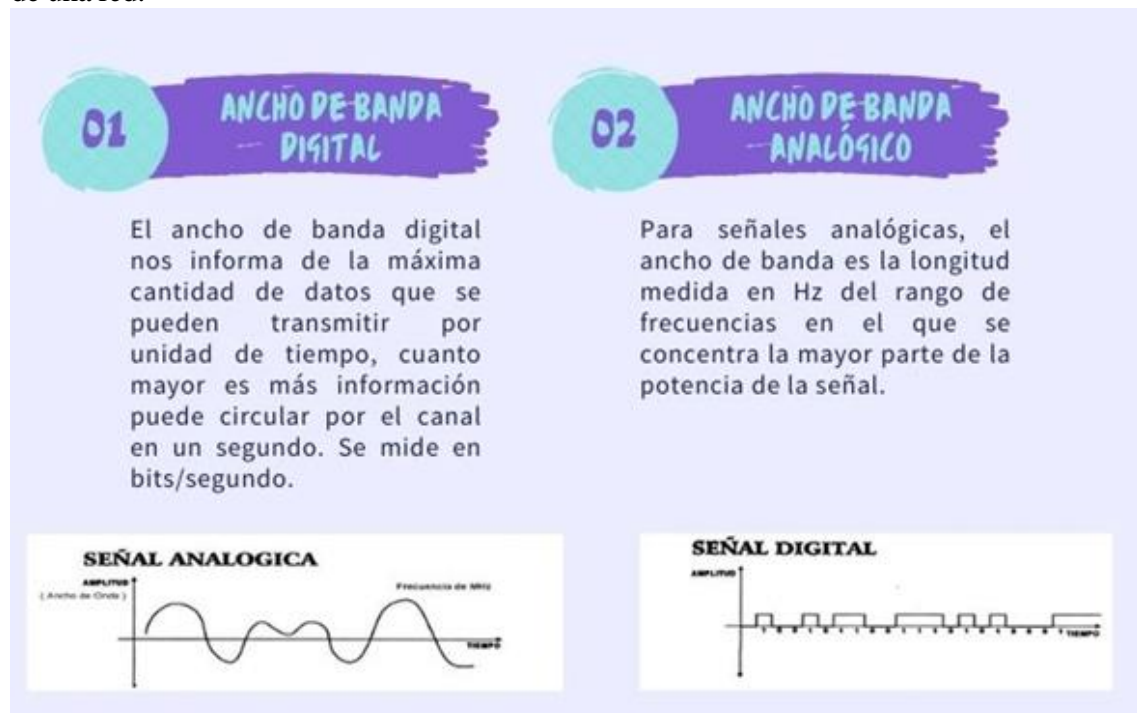 01
ANCHO DE BANDA
DIGITAL
El ancho de banda digital
nos informa de la máxima
cantidad de datos que se
pueden transmitir por
unidad de tiempo, cuanto
mayor es más información
puede circular por el canal
en un segundo. Se mide en
bits/segundo.
02
ANCHO DE BANDA
ANALÓGICO
Para señales analógicas, el
ancho de banda es la longitud
medida en Hz del rango de
frecuencias en el que se
concentra la mayor parte de la
potencia de la señal.
SEÑAL ANALOGICA
AMPLITUD
( Ancho de Onda )
Frecuencia de MHz
TIEMPO
SEÑAL DIGITAL
AMPLITUD
TIEMPO